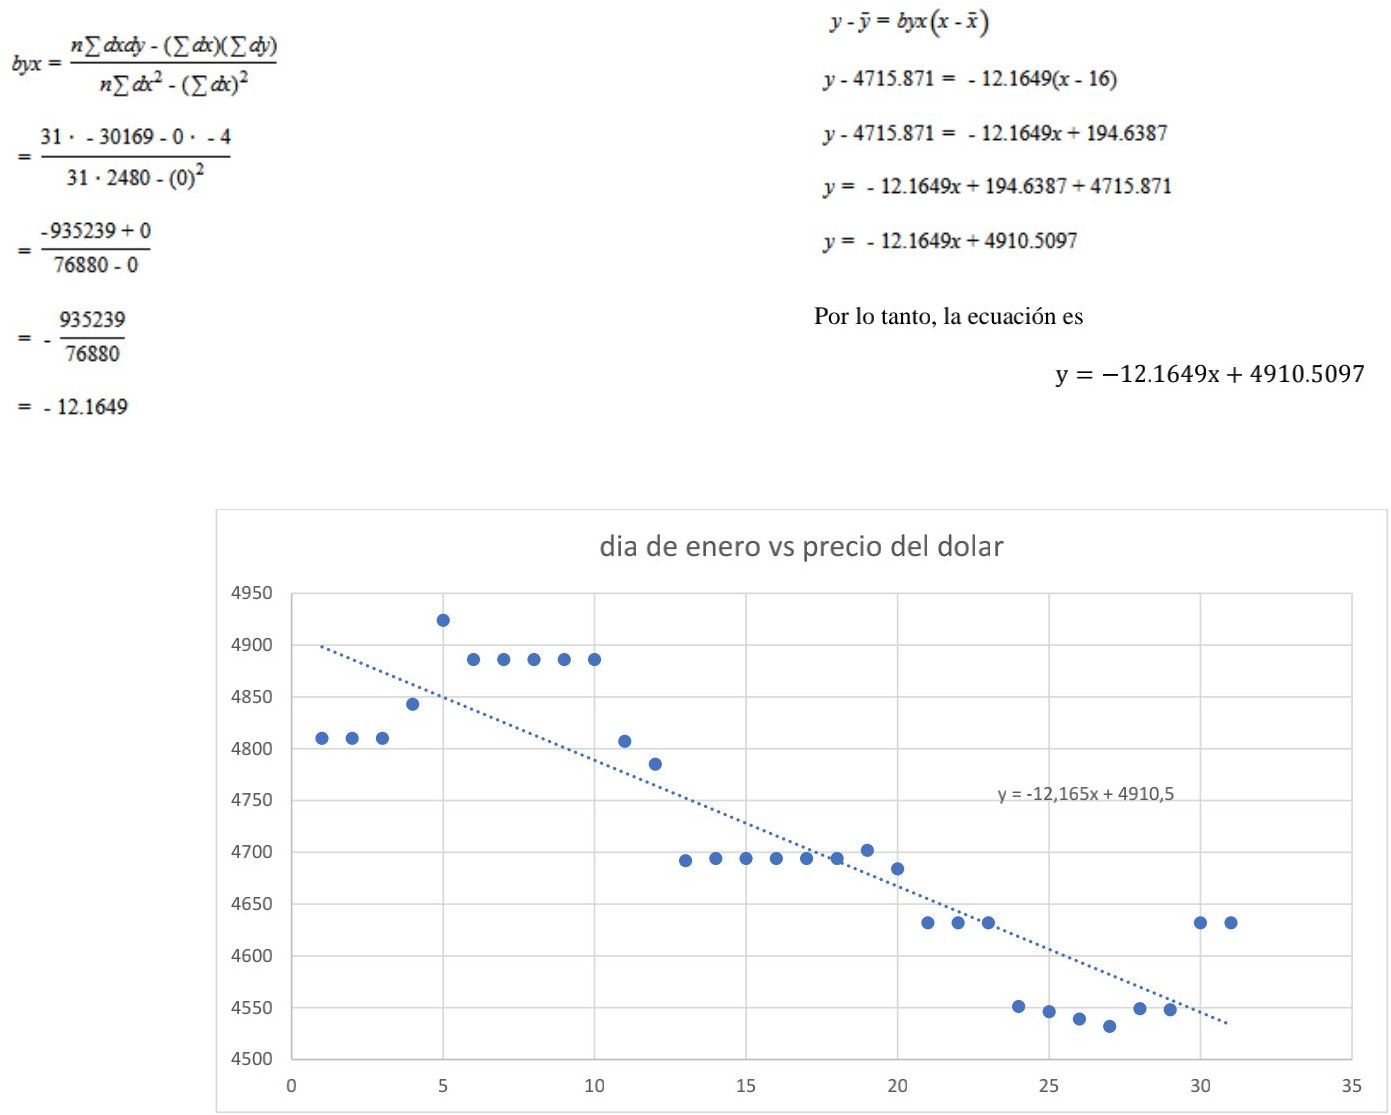 byx = n∑dxdy - (∑dx)(∑dy) / n∑dx² - (∑dx)²
= 31 · - 30169 - 0 · - 4 / 31 · 2480 - (0)²
= -935239 + 0 / 76880 - 0
= - 935239 / 76880
= - 12.1649
y - ȳ = byx(x - x̄)
y - 4715.871 = - 12.1649(x - 16)
y - 4715.871 = - 12.1649x + 194.6387
y = - 12.1649x + 194.6387 + 4715.871
y = - 12.1649x + 4910.5097
Por lo tanto, la ecuación es
y = −12.1649x + 4910.5097
dia de enero vs precio del dolar
4950
4900
4850
4800
4750
4700
4650
4600
4550
4500
y = -12,165x + 4910,5
0 5 10 15 20 25 30 35